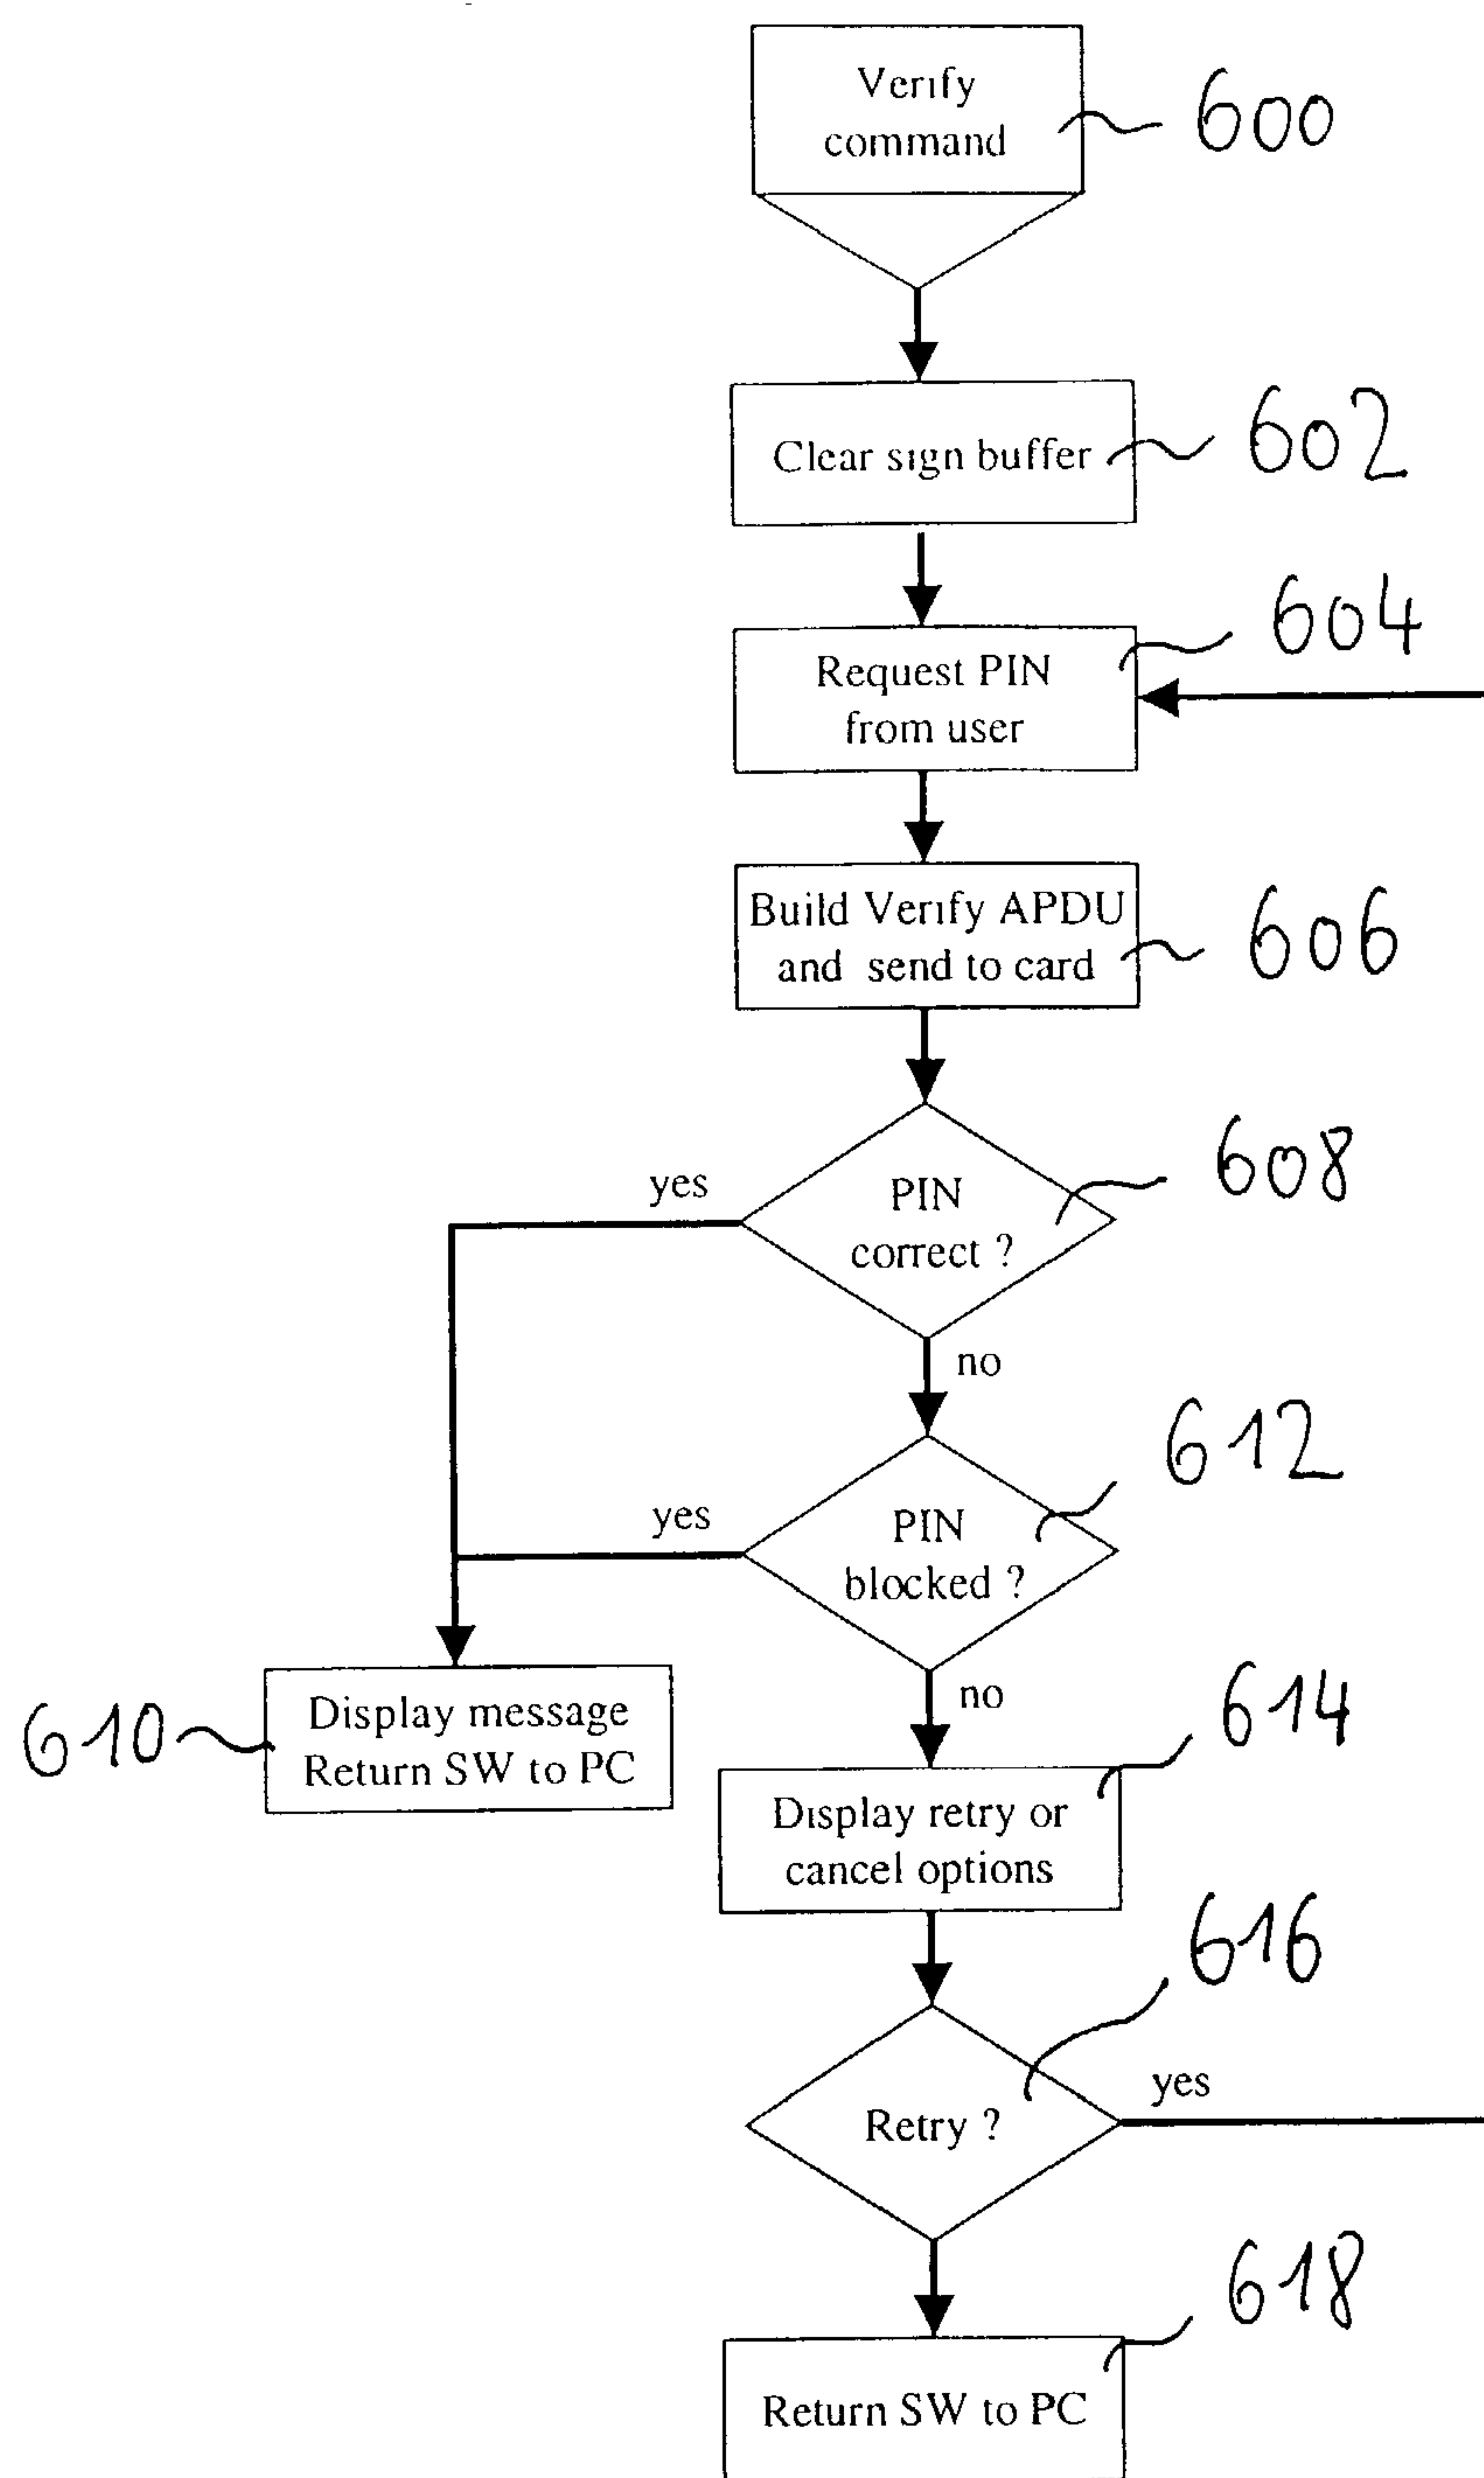 Verify
command
600
Clear sign buffer
602
604
Request PIN
from user
Build Verify APDU
and send to card
606
608
yes
PIN
correct ?
no
612
yes
PIN
blocked ?
no
614
610
Display message
Return SW to PC
Display retry or
cancel options
616
yes
Retry ?
618
Return SW to PC